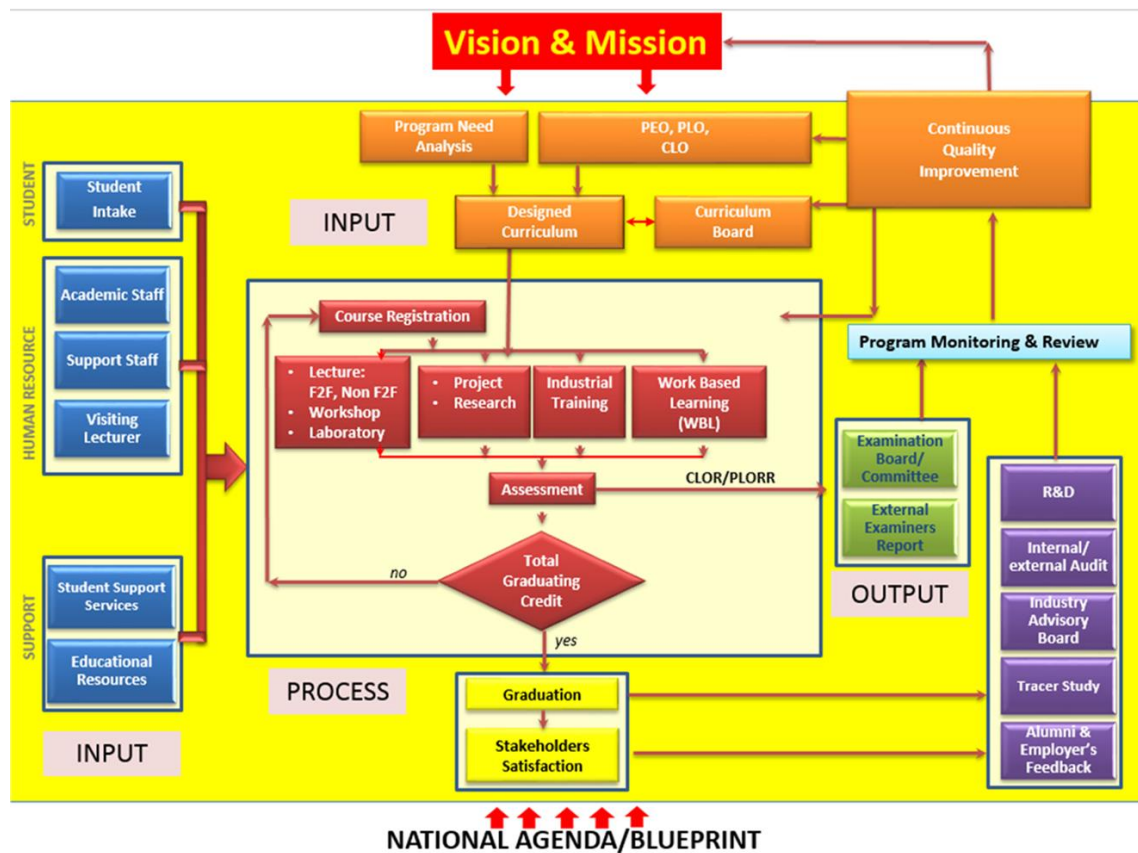 Vision & Mission
Program Need
Analysis
PEO, PLO,
CLO
Continuous
Quality
Improvement
STUDENT
Student
Intake
INPUT
Designed
Curriculum
Curriculum
Board
HUMAN RESOURCE
Academic Staff
Support Staff
Visiting
Lecturer
Course Registration
• Lecture:
F2F, Non F2F
• Workshop
• Laboratory
• Project
• Research
Industrial
Training
Work Based
Learning
(WBL)
Program Monitoring & Review
Assessment
CLOR/PLORR
Examination
Board/
Committee
External
Examiners
Report
OUTPUT
R&D
Internal/
external Audit
Industry
Advisory
Board
Tracer Study
Alumni &
Employer's
Feedback
Total
Graduating
Credit
no
yes
SUPPORT
Student Support
Services
Educational
Resources
INPUT
PROCESS
Graduation
Stakeholders
Satisfaction
NATIONAL AGENDA/BLUEPRINT